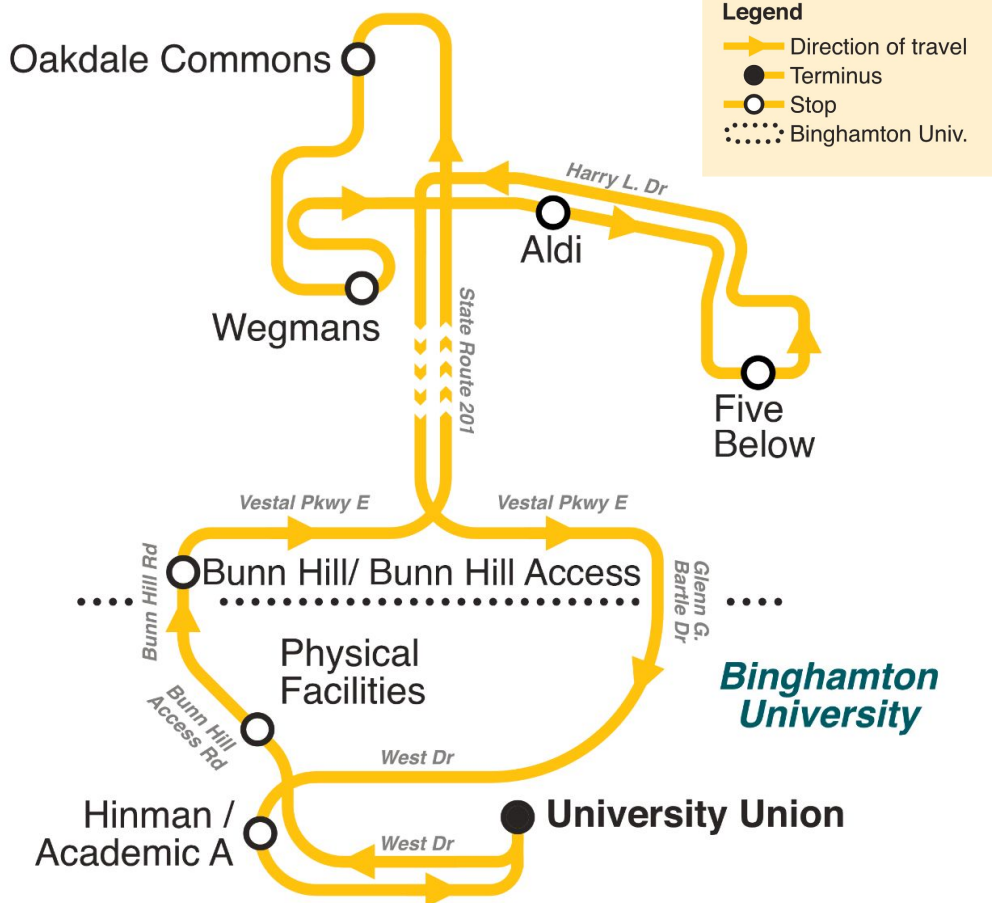 Legend
Direction of travel
Terminus
Stop
Binghamton Univ.
Oakdale Commons
Harry L. Dr
Aldi
Wegmans
State Route 201
Five
Below
Vestal Pkwy E
Vestal Pkwy E
Bunn Hill Rd
Bunn Hill/ Bunn Hill Access
Glenn G.
Bartle Dr
Physical
Facilities
Binghamton
University
Bunn Hill
Access Rd
West Dr
Hinman /
Academic A
University Union
West Dr